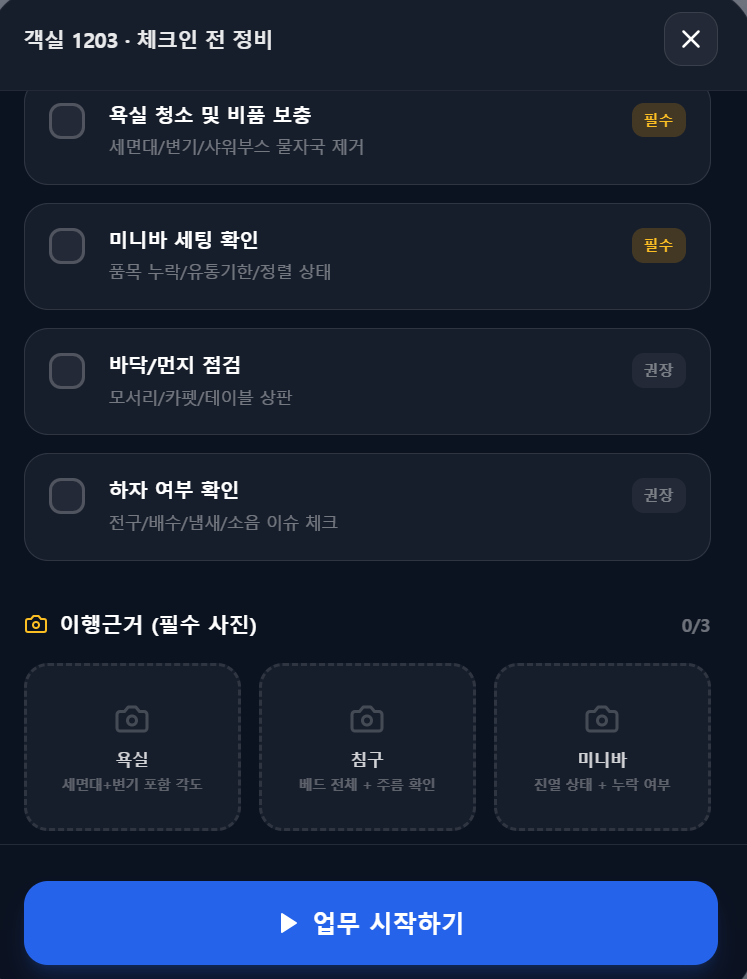 객실 1203 · 체크인 전 정비
욕실 청소 및 비품 보충
필수
세면대/변기/샤워부스 물자국 제거
미니바 세팅 확인
필수
품목 누락/유통기한/정렬 상태
바닥/먼지 점검
권장
모서리/카펫/테이블 상판
하자 여부 확인
권장
전구/배수/냄새/소음 이슈 체크
이행근거 (필수 사진)
0/3
욕실
세면대+변기 포함 각도
침구
베드 전체 + 주름 확인
미니바
진열 상태 + 누락 여부
업무 시작하기